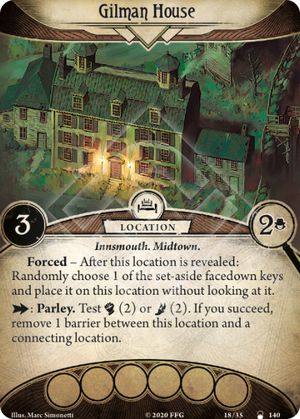 Gilman House
3
LOCATION
2
Innsmouth. Midtown.
Forced – After this location is revealed:
Randomly choose 1 of the set-aside facedown keys
and place it on this location without looking at it.
: Parley. Test (2) or (2). If you succeed,
remove 1 barrier between this location and a
connecting location.
Illus. Marc Simonetti © 2020 FFG 18/35 140